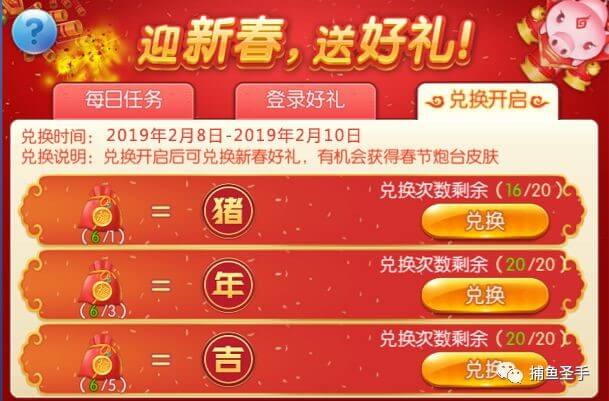 ?
迎新春，送好礼!
每日任务
登录好礼
兑换开启
兑换时间： 2019年2月8日-2019年2月10日
兑换说明：兑换开启后可兑换新春好礼，有机会获得春节炮台皮肤
(6/1)
=
猪
兑换次数剩余（16/20）
兑换
(6/3)
=
年
兑换次数剩余（20/20）
兑换
(6/5)
=
吉
兑换次数剩余（20/20）
兑换
捕鱼圣手